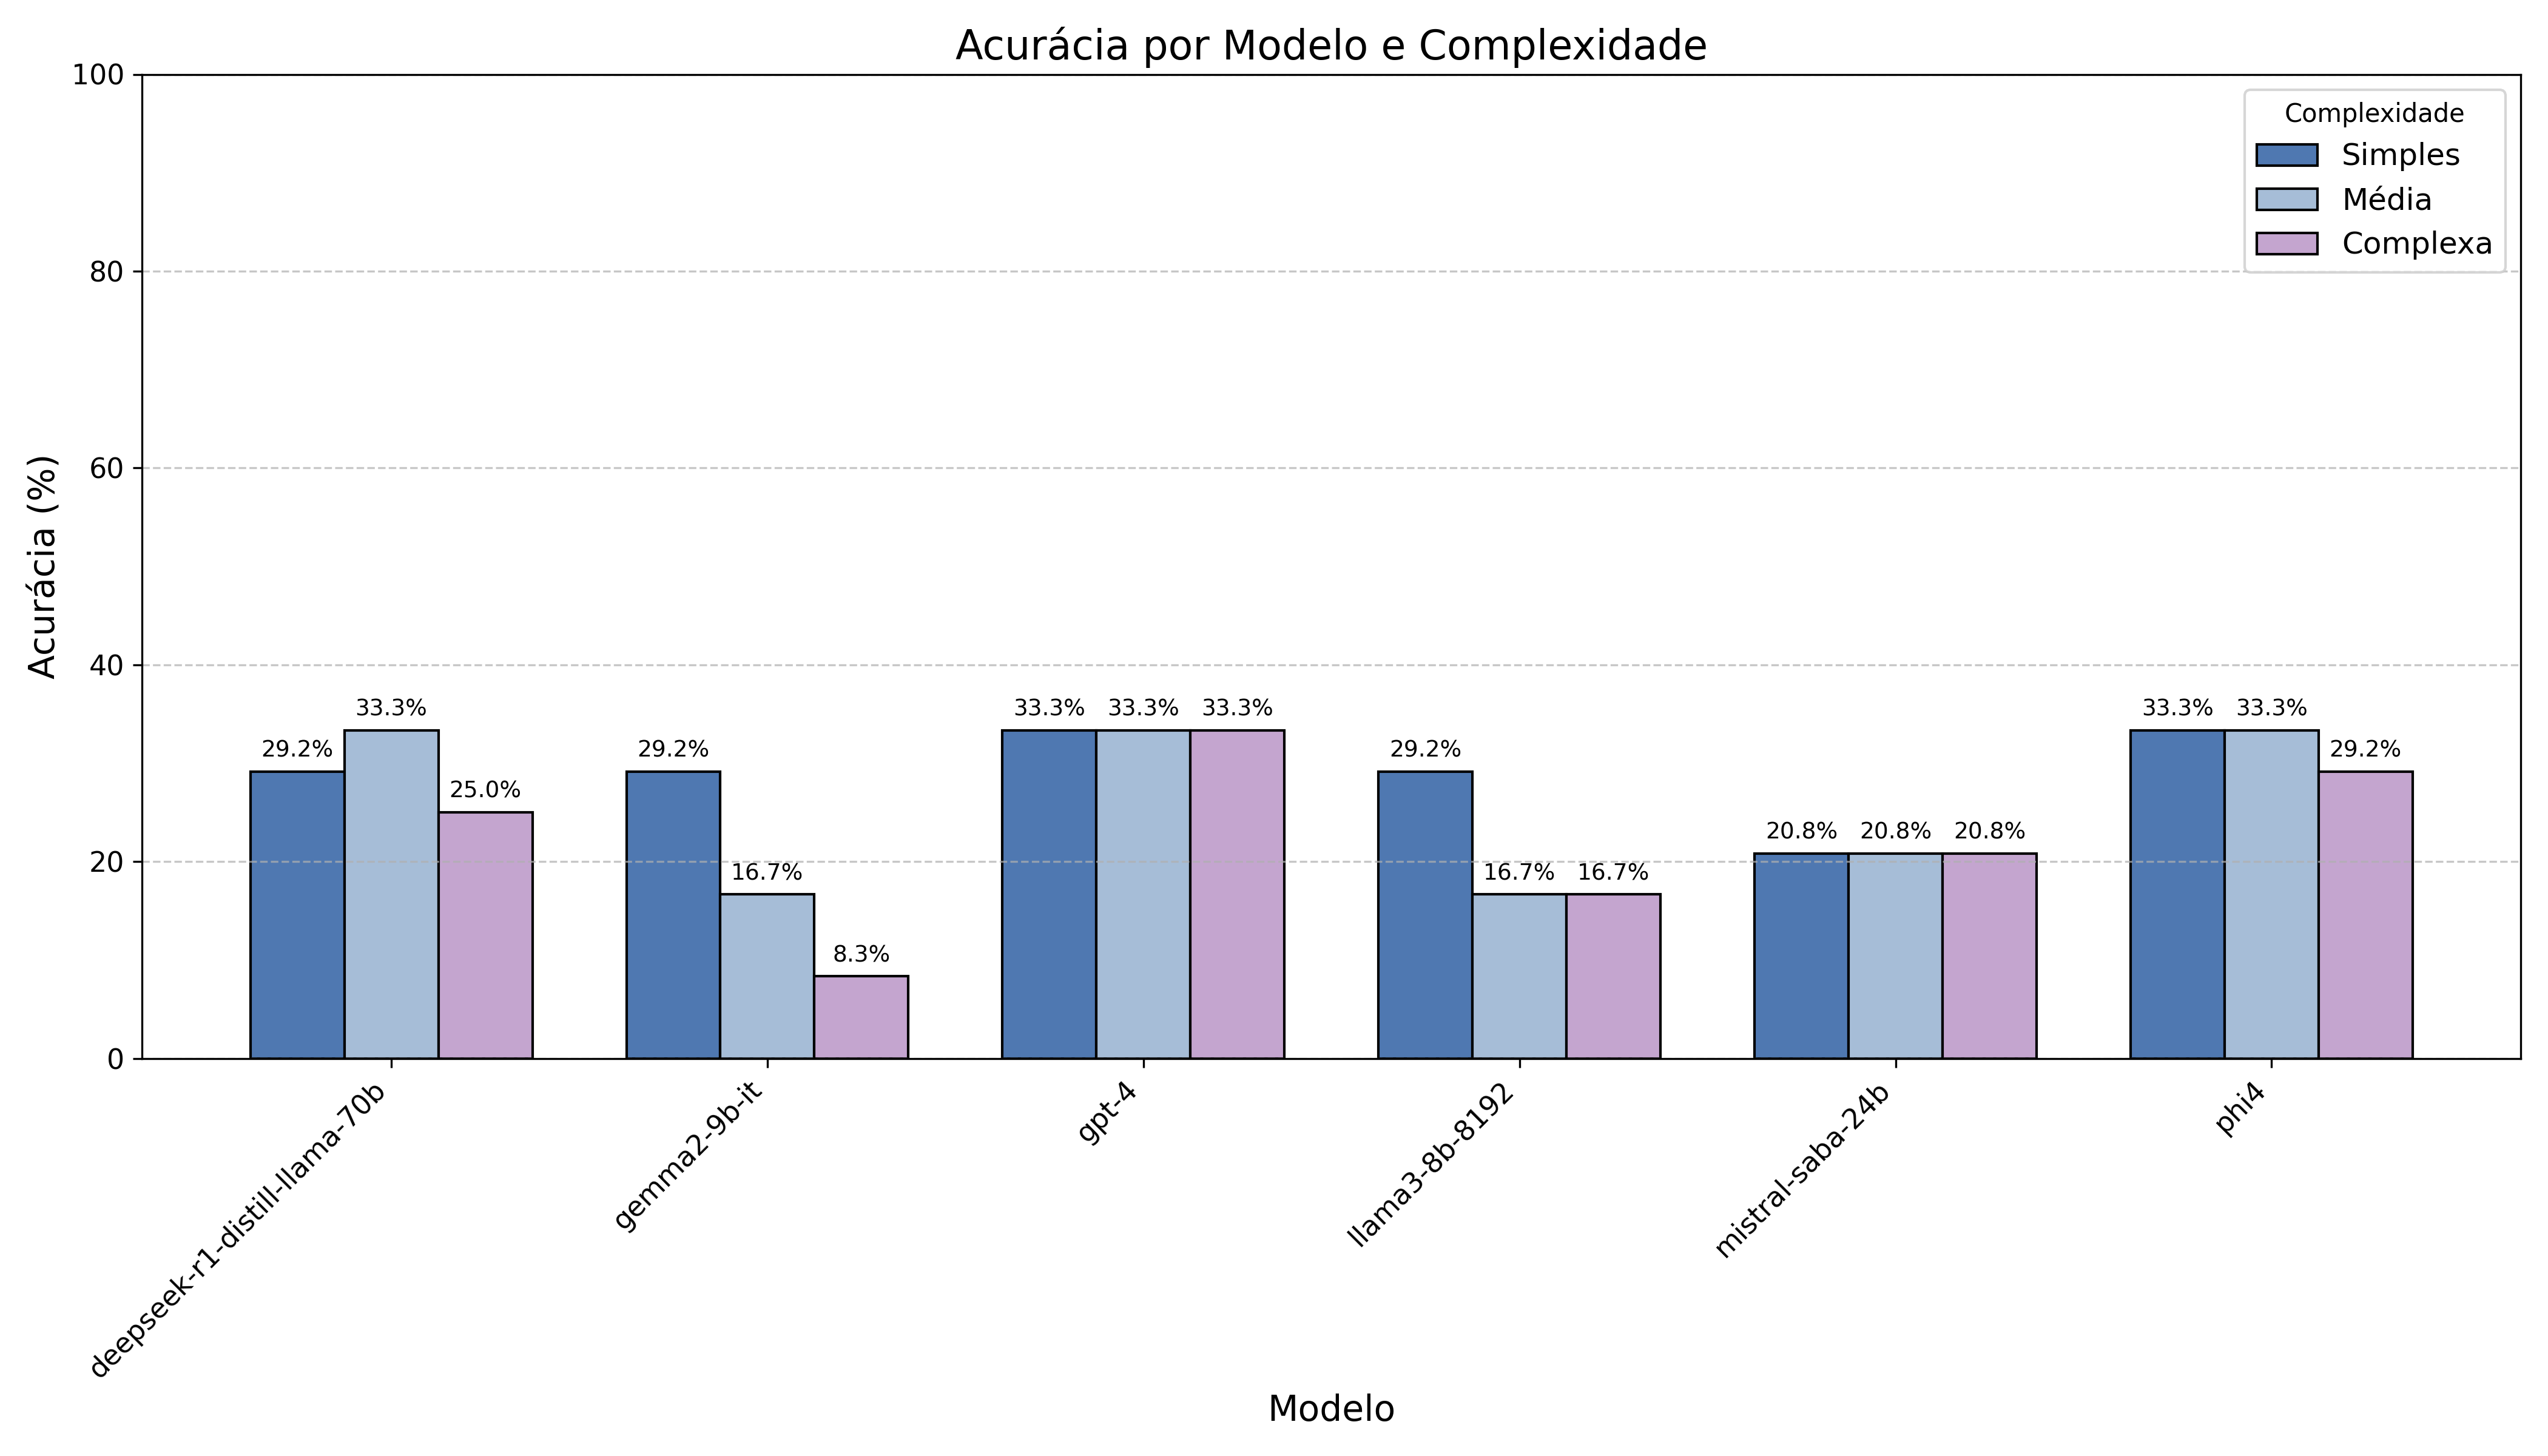 Acurácia por Modelo e Complexidade
Acurácia (%)
100
80
60
40
20
0
Complexidade
Simples
Média
Complexa
29.2%
33.3%
25.0%
29.2%
16.7%
8.3%
33.3%
33.3%
33.3%
29.2%
16.7%
16.7%
20.8%
20.8%
20.8%
33.3%
33.3%
29.2%
deepseek-r1-distill-llama-70b
gemma2-9b-it
gpt-4
llama3-8b-8192
mistral-saba-24b
phi4
Modelo